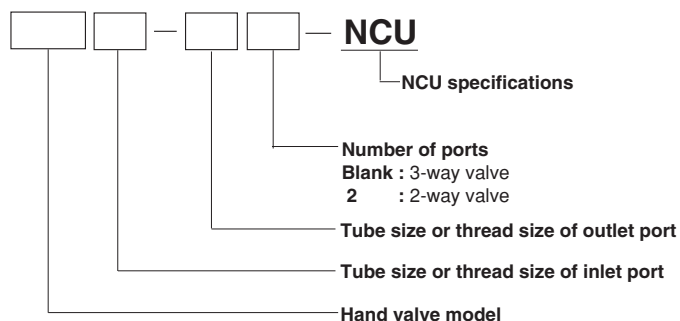 NCU
NCU specifications
Number of ports
Blank : 3-way valve
2 : 2-way valve
Tube size or thread size of outlet port
Tube size or thread size of inlet port
Hand valve model